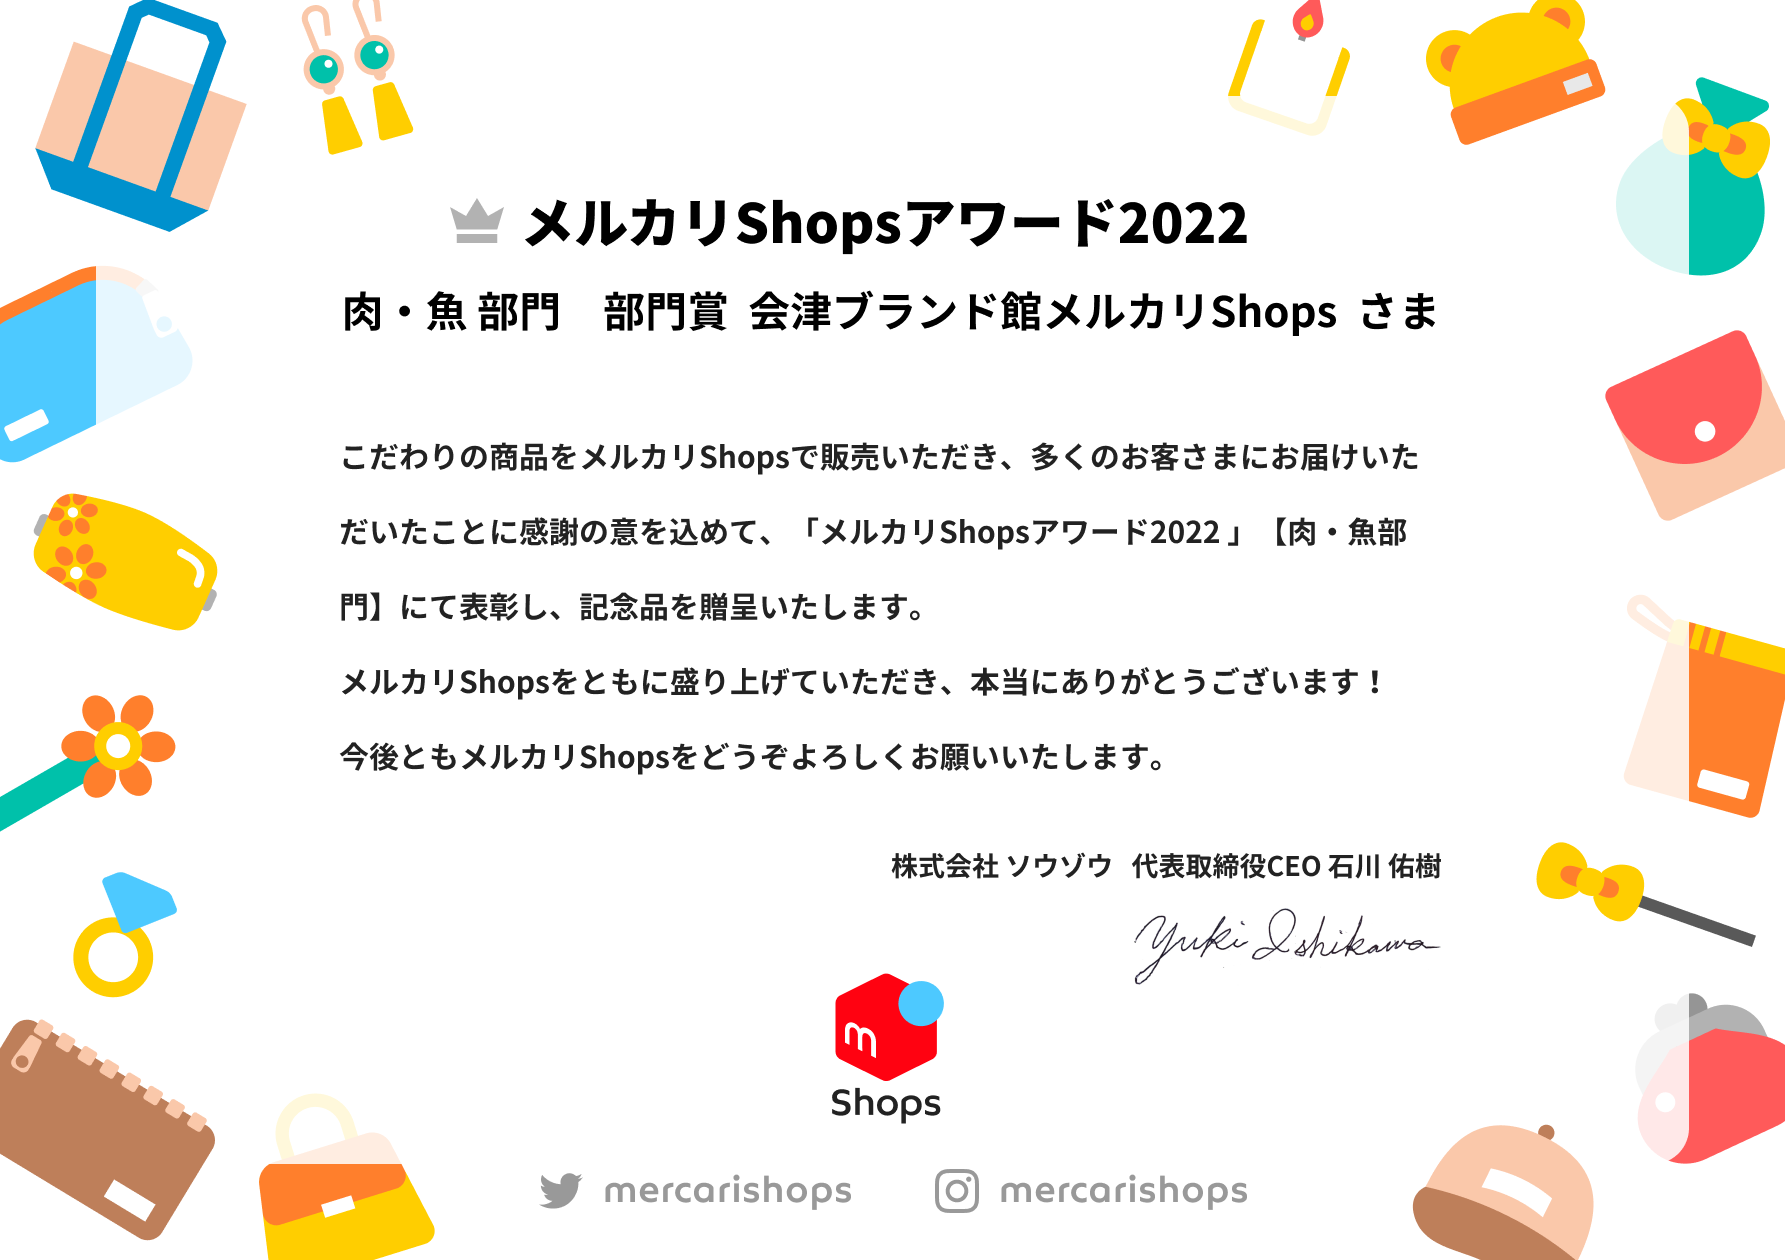 メルカリShopsアワード2022
肉・魚 部門　部門賞 会津ブランド館メルカリShops さま
こだわりの商品をメルカリShopsで販売いただき、多くのお客さまにお届けいた
だいたことに感謝の意を込めて、「メルカリShopsアワード2022 」【肉・魚部
門】にて表彰し、記念品を贈呈いたします。
メルカリShopsをともに盛り上げていただき、本当にありがとうございます！
今後ともメルカリShopsをどうぞよろしくお願いいたします。
株式会社 ソウゾウ 代表取締役CEO 石川 佑樹
Yuki Ishikawa
m
Shops
mercarishops mercarishops